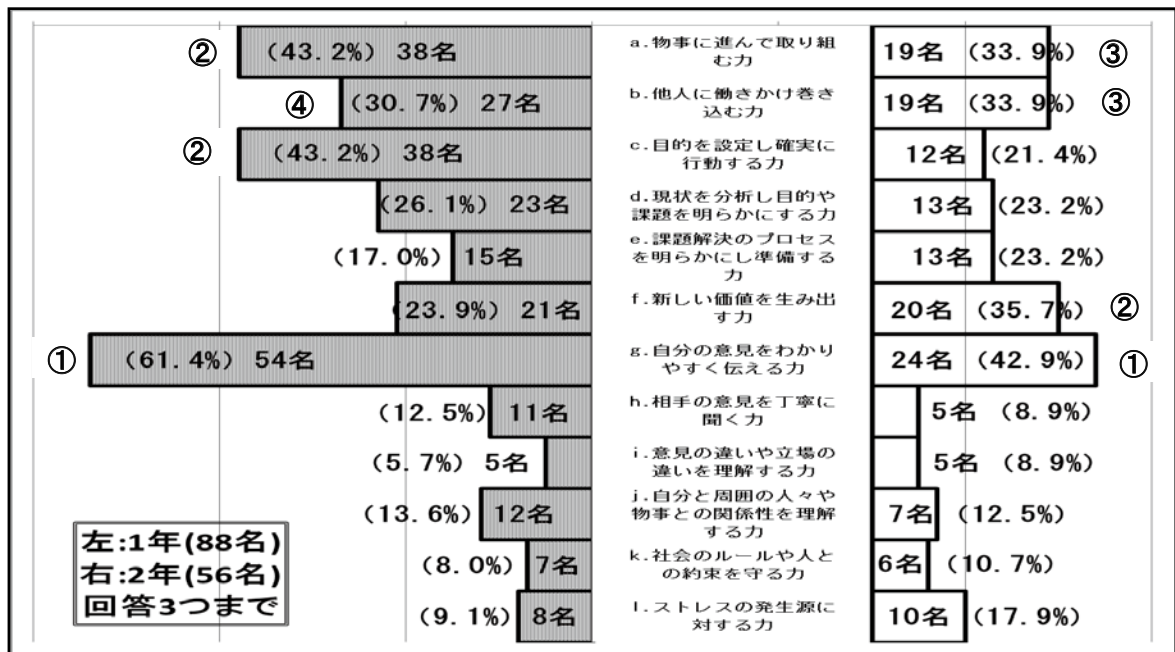 ② (43.2%) 38名 a.物事に進んで取り組む力 19名 (33.9%) ③
④ (30.7%) 27名 b.他人に働きかけ巻き込む力 19名 (33.9%) ③
② (43.2%) 38名 c.目的を設定し確実に行動する力 12名 (21.4%)
(26.1%) 23名 d.現状を分析し目的や課題を明らかにする力 13名 (23.2%)
(17.0%) 15名 e.課題解決のプロセスを明らかにし準備する力 13名 (23.2%)
(23.9%) 21名 f.新しい価値を生み出す力 20名 (35.7%) ②
① (61.4%) 54名 g.自分の意見をわかりやすく伝える力 24名 (42.9%) ①
(12.5%) 11名 h.相手の意見を丁寧に聞く力 5名 (8.9%)
(5.7%) 5名 i.意見の違いや立場の違いを理解する力 5名 (8.9%)
(13.6%) 12名 j.自分と周囲の人々や物事との関係性を理解する力 7名 (12.5%)
(8.0%) 7名 k.社会のルールや人との約束を守る力 6名 (10.7%)
(9.1%) 8名 l.ストレスの発生源に対する力 10名 (17.9%)
左:1年(88名)
右:2年(56名)
回答3つまで